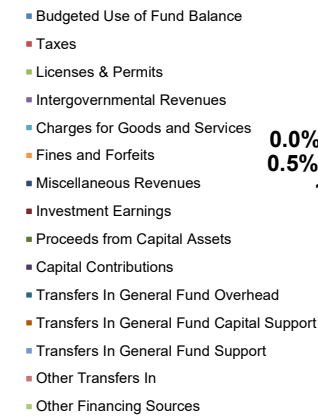 Budgeted Use of Fund Balance
Taxes
Licenses & Permits
Intergovernmental Revenues
Charges for Goods and Services
0.0%
Fines and Forfeits
0.5%
Miscellaneous Revenues
Investment Earnings
Proceeds from Capital Assets
Capital Contributions
Transfers In General Fund Overhead
Transfers In General Fund Capital Support
Transfers In General Fund Support
Other Transfers In
Other Financing Sources